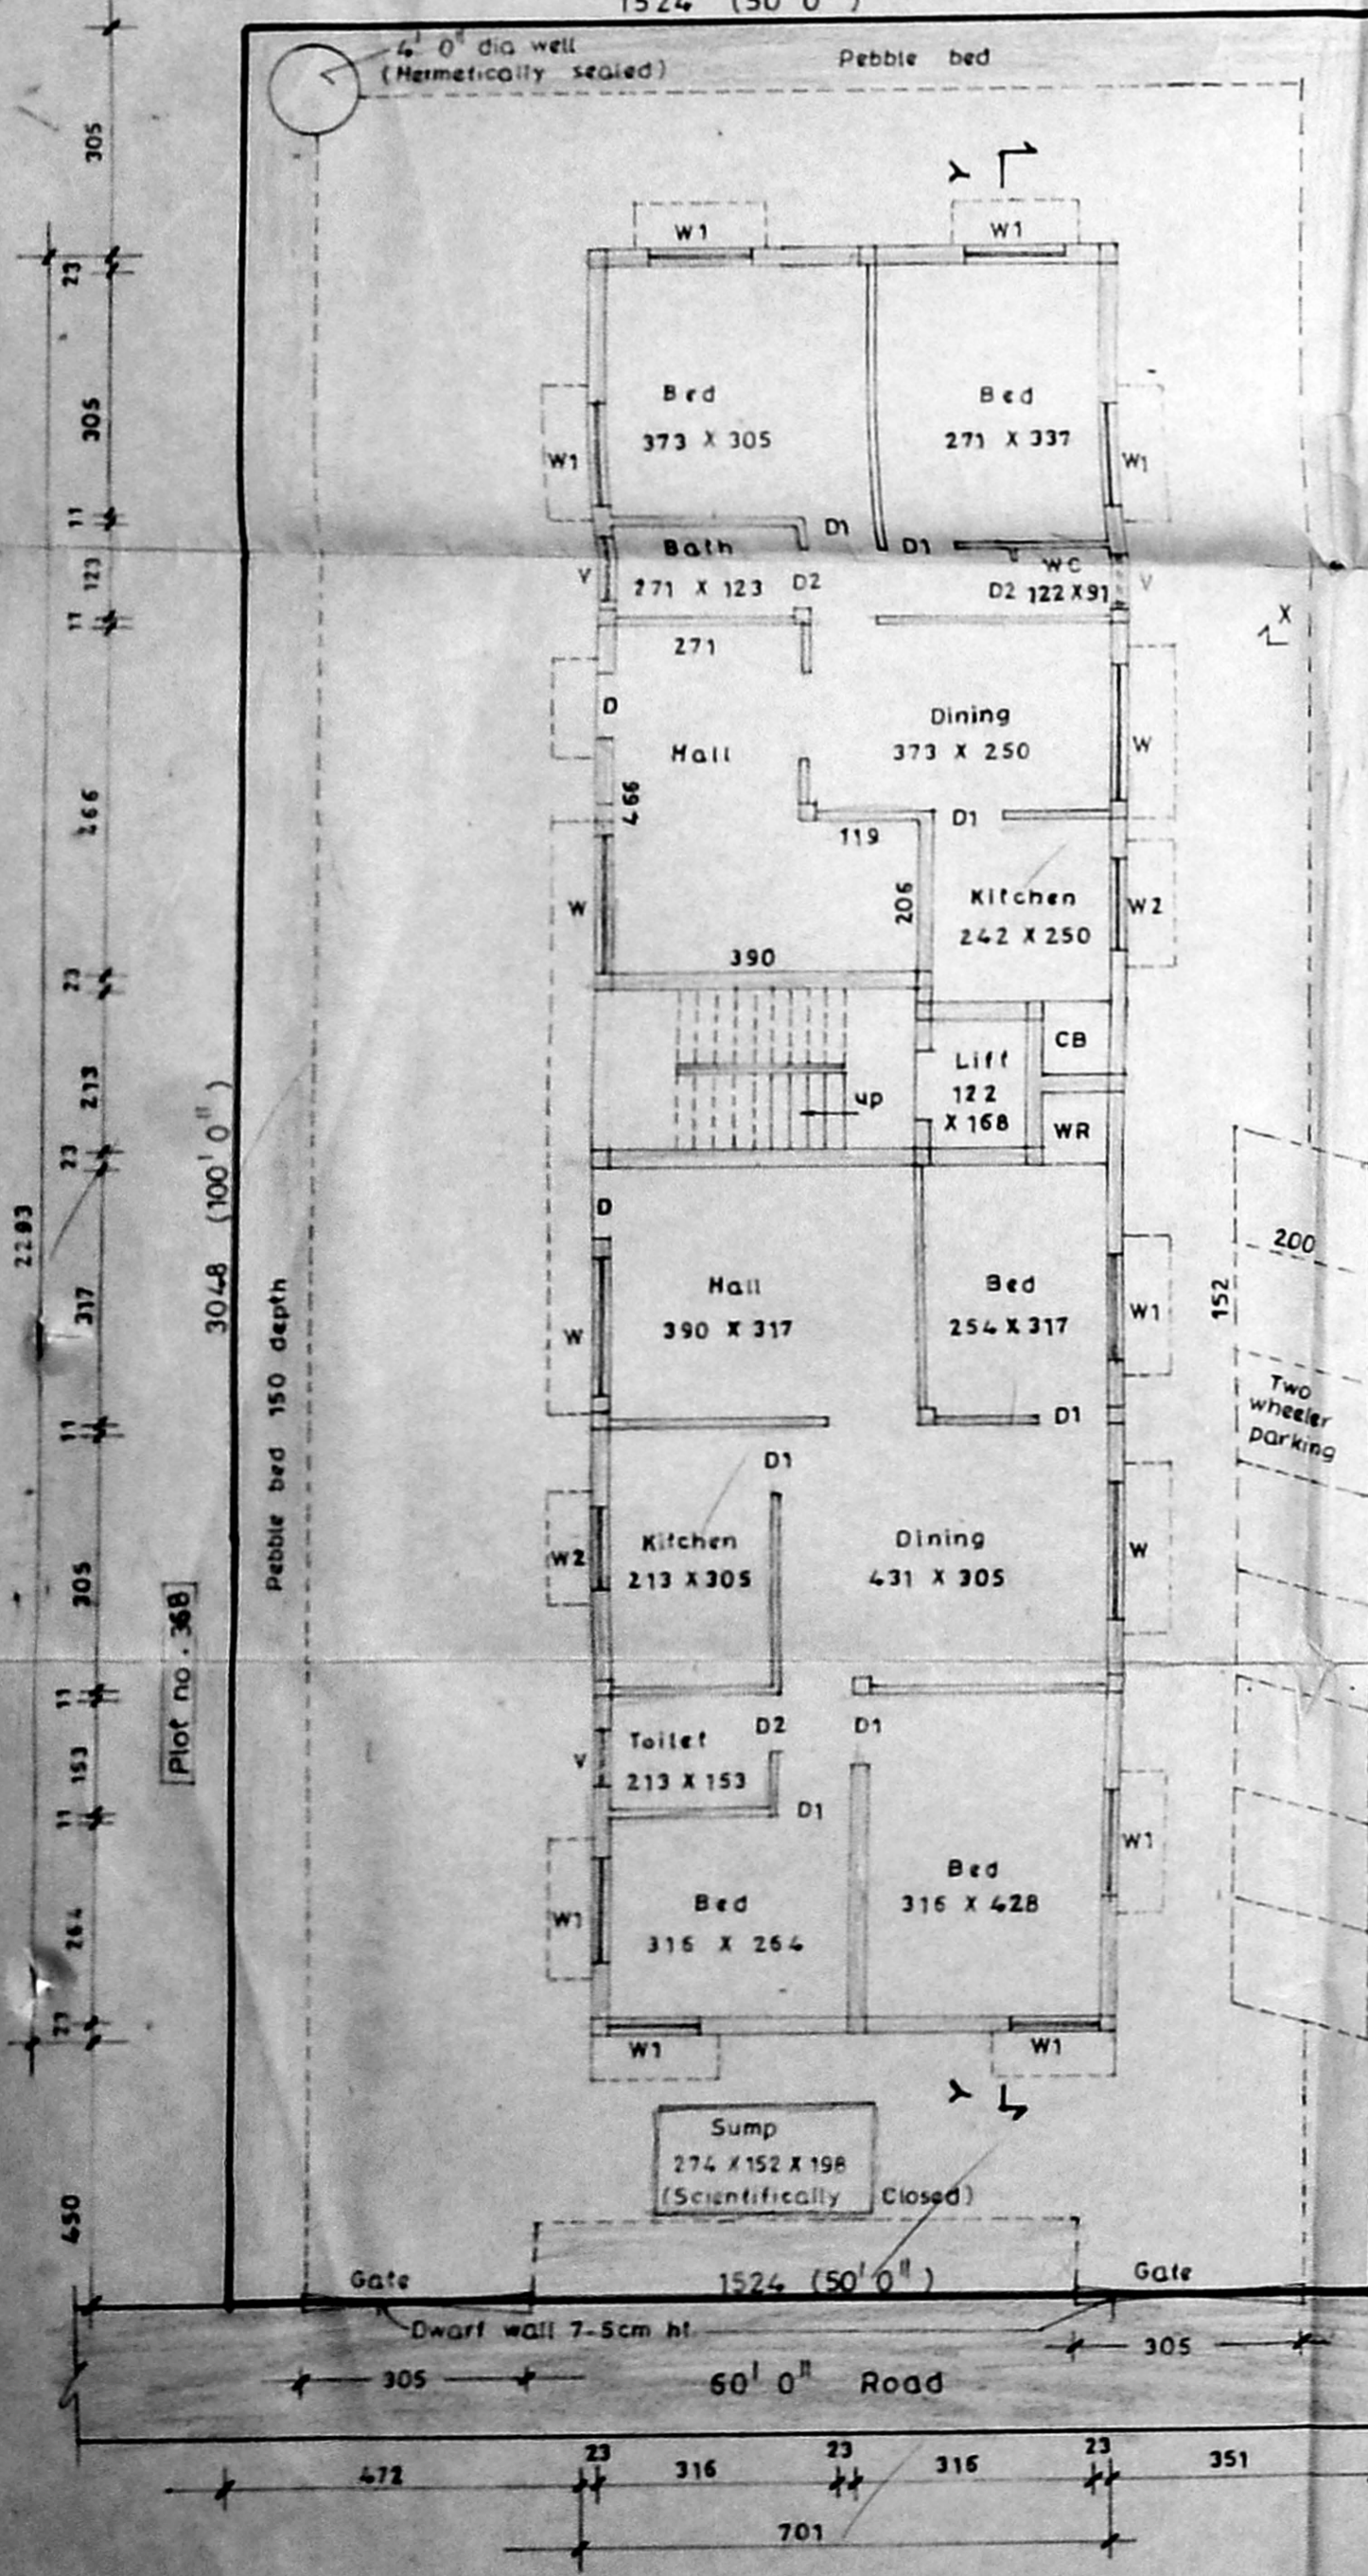 1524 (50' 0")
4' 0" dia well
(Hermetically sealed)
Pebble bed
305
Y
W1
W1
23
305
Bed
373 X 305
Bed
271 X 337
W1
W1
11
D1
D1
Bath
WC
123
V
271 X 123
D2
D2
122 X 91
V
11
271
X
D
Hall
Dining
373 X 250
W
466
466
119
D1
W
206
Kitchen
242 X 250
W2
390
23
213
CB
Lift
122
X 168
up
WR
23
D
2293
3048 (100' 0")
317
Hall
390 X 317
Bed
254 X 317
W
W1
200
152
Two
wheeler
parking
Pebble bed 150 depth
11
D1
D1
305
Kitchen
213 X 305
Dining
431 X 305
W2
W
Plot no. 368
11
D2
D1
153
Toilet
213 X 153
V
11
D1
W1
264
Bed
316 X 264
Bed
316 X 428
W1
23
W1
W1
Y
Sump
274 X 152 X 198
(Scientifically Closed)
450
Gate
1524 (50' 0")
Gate
Dwarf wall 7-5cm ht
305
305
60' 0" Road
472
23
316
23
316
23
351
701